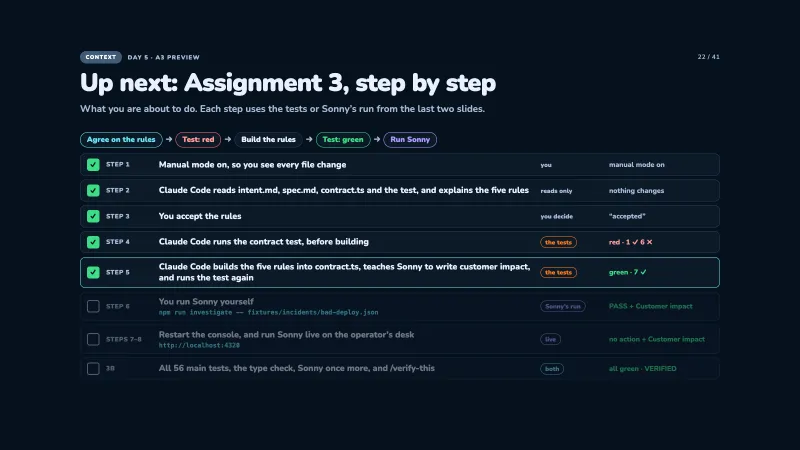 CONTEXT DAY 5 · A3 PREVIEW 22 / 41
Up next: Assignment 3, step by step
What you are about to do. Each step uses the tests or Sonny's run from the last two slides.
Agree on the rules → Test: red → Build the rules → Test: green → Run Sonny
STEP 1 Manual mode on, so you see every file change you manual mode on
STEP 2 Claude Code reads intent.md, spec.md, contract.ts and the test, and explains the five rules reads only nothing changes
STEP 3 You accept the rules you decide "accepted"
STEP 4 Claude Code runs the contract test, before building the tests red · 1 ✓ 6 ✕
STEP 5 Claude Code builds the five rules into contract.ts, teaches Sonny to write customer impact, the tests green · 7 ✓
and runs the test again
STEP 6 You run Sonny yourself Sonny's run PASS + Customer impact
npm run investigate -- fixtures/incidents/bad-deploy.json
STEPS 7–8 Restart the console, and run Sonny live on the operator's desk live no action + Customer impact
http://localhost:4320
3B All 56 main tests, the type check, Sonny once more, and /verify-this both all green · VERIFIED